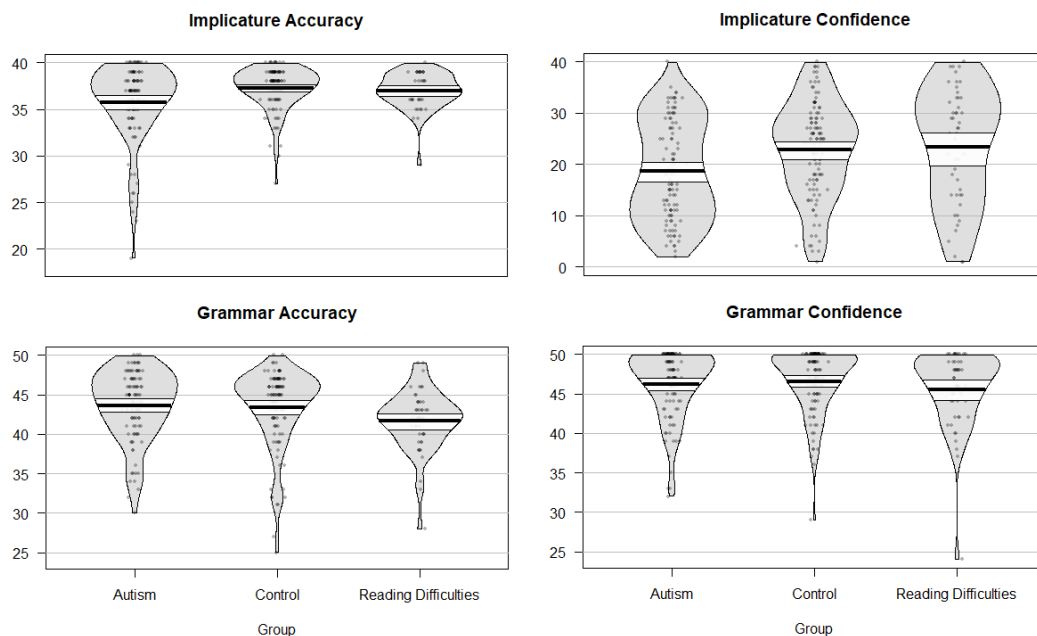 Implicature Accuracy
40
35
30
25
20
Implicature Confidence
40
30
20
10
0
Grammar Accuracy
50
45
40
35
30
25
Autism Control Reading Difficulties
Group
Grammar Confidence
50
45
40
35
30
25
Autism Control Reading Difficulties
Group